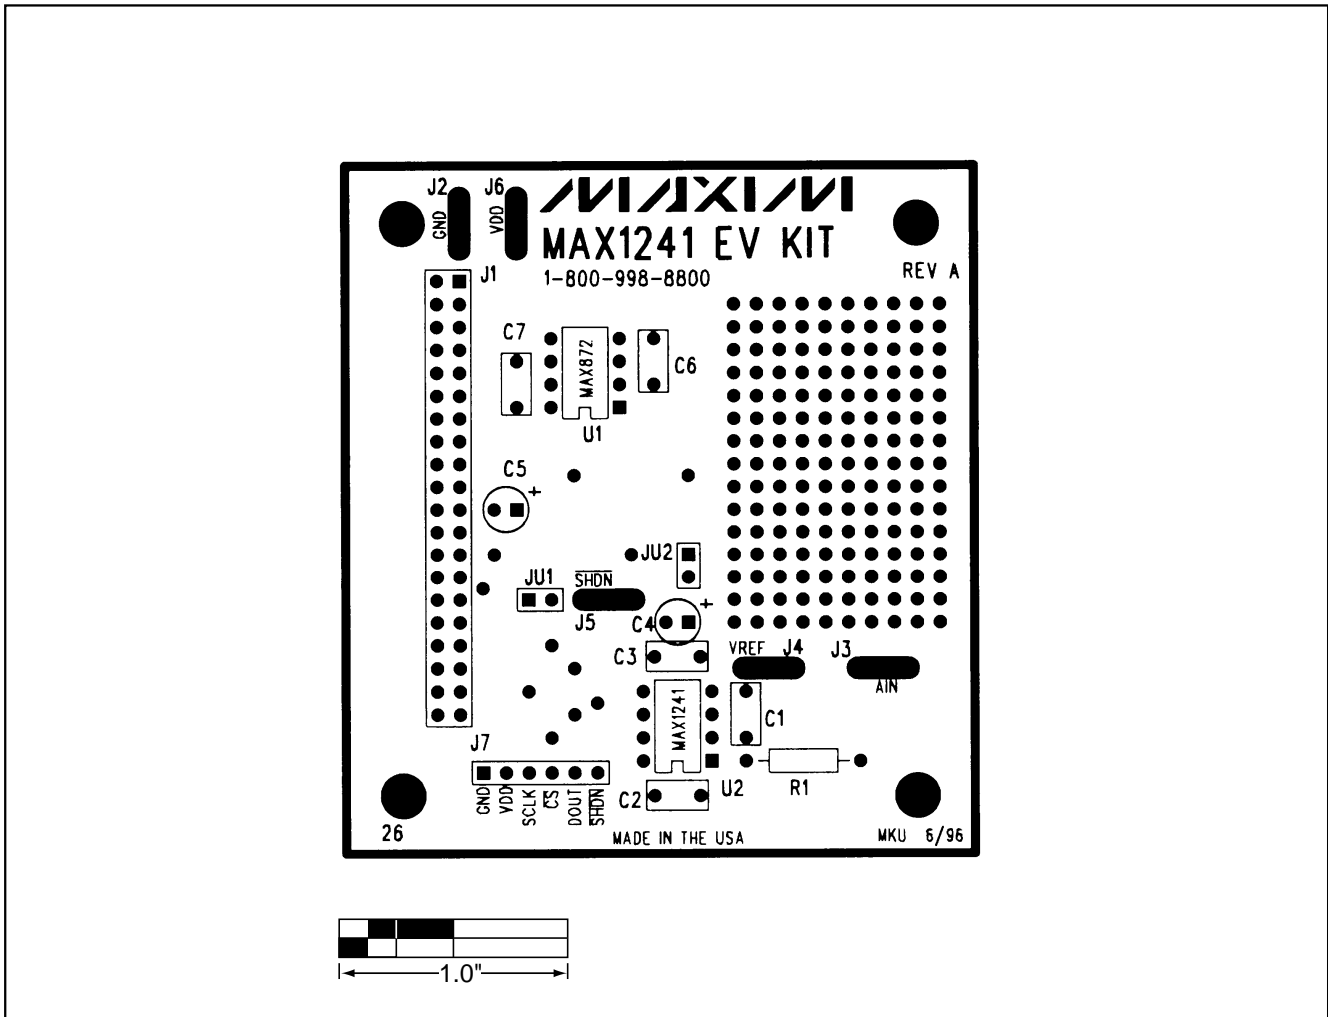 J2 J6 MAXIM
GND VDD
MAX1241 EV KIT
1-800-998-8800
REV A
J1
C7
MAX872
C6
U1
C5
+
JU2
JU1
SHDN
J5
C4
+
C3
VREF J4 J3
AIN
MAX1241
C1
J7
U2
R1
C2
GND VDD SCLK CS DOUT SHDN
26
MADE IN THE USA
MKU 6/96
1.0"